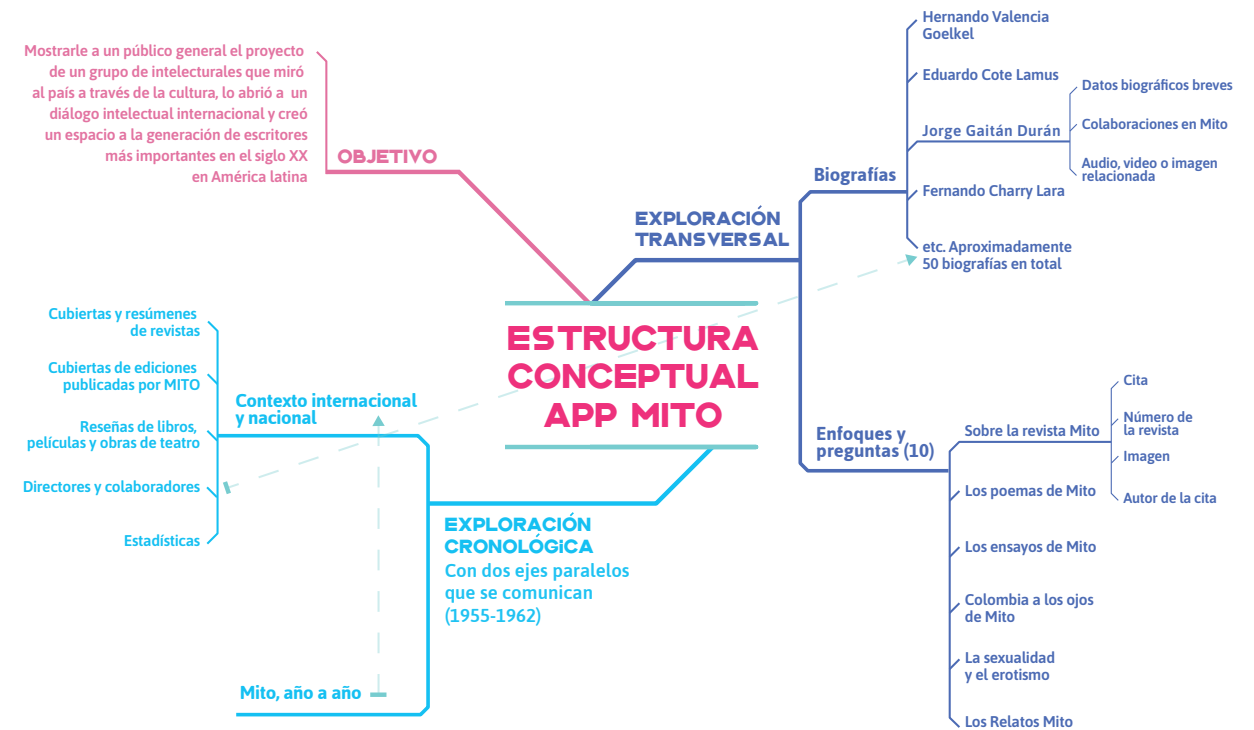 Mostrarle a un público general el proyecto
de un grupo de intelecturales que miró
al país a través de la cultura, lo abrió a un
diálogo intelectual internacional y creó
un espacio a la generación de escritores
más importantes en el siglo XX
en América latina
OBJETIVO
EXPLORACIÓN
TRANSVERSAL
Biografías
Hernando Valencia
Goelkel
Eduardo Cote Lamus
Jorge Gaitán Durán
Datos biográficos breves
Colaboraciones en Mito
Audio, video o imagen
relacionada
Fernando Charry Lara
etc. Aproximadamente
50 biografías en total
ESTRUCTURA
CONCEPTUAL
APP MITO
Cubiertas y resúmenes
de revistas
Cubiertas de ediciones
publicadas por MITO
Reseñas de libros,
películas y obras de teatro
Directores y colaboradores
Estadísticas
Contexto internacional
y nacional
EXPLORACIÓN
CRONOLÓGiCA
Con dos ejes paralelos
que se comunican
(1955-1962)
Mito, año a año
Enfoques y
preguntas (10)
Sobre la revista Mito
Cita
Número de
la revista
Imagen
Autor de la cita
Los poemas de Mito
Los ensayos de Mito
Colombia a los ojos
de Mito
La sexualidad
y el erotismo
Los Relatos Mito